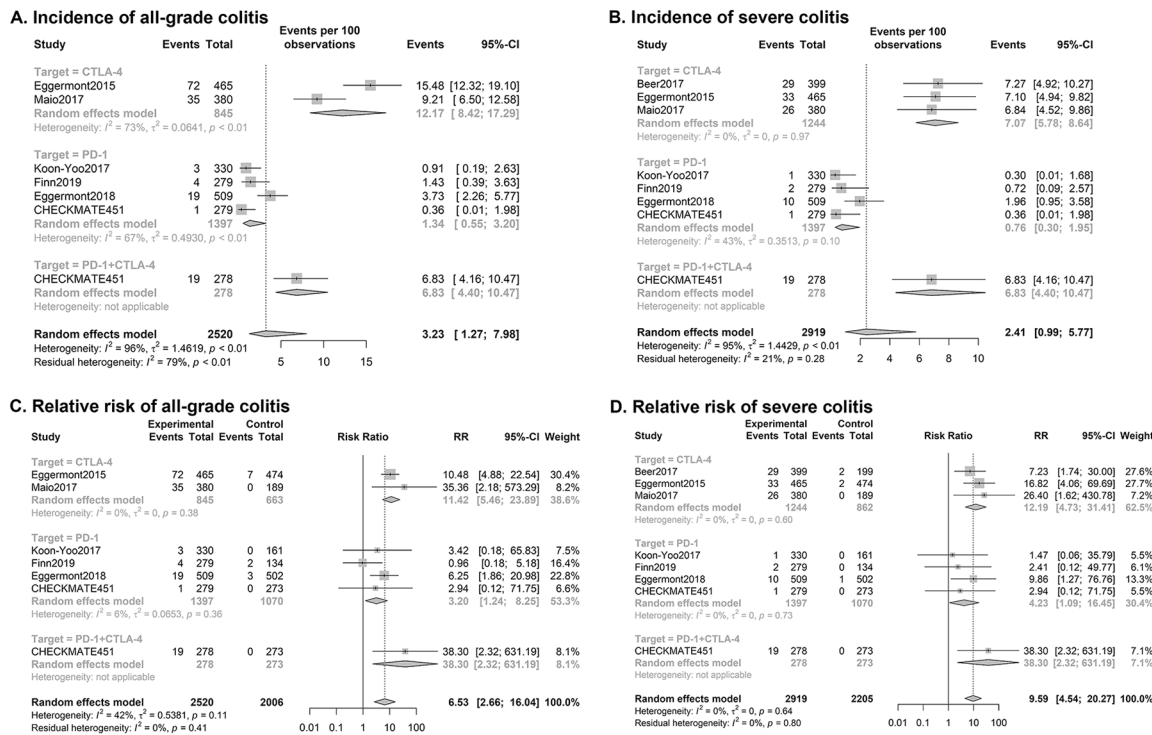 A. Incidence of all-grade colitis
Events per 100
Study Events Total observations Events 95%-CI
Target = CTLA-4
Eggermont2015 72 465 15.48 [12.32; 19.10]
Maio2017 35 380 9.21 [ 6.50; 12.58]
Random effects model 845 12.17 [ 8.42; 17.29]
Heterogeneity: I² = 73%, τ² = 0.0641, p < 0.01
Target = PD-1
Koon-Yoo2017 3 330 0.91 [ 0.19; 2.63]
Finn2019 4 279 1.43 [ 0.39; 3.63]
Eggermont2018 19 509 3.73 [ 2.26; 5.77]
CHECKMATE451 1 279 0.36 [ 0.01; 1.98]
Random effects model 1397 1.34 [ 0.55; 3.20]
Heterogeneity: I² = 67%, τ² = 0.4930, p < 0.01
Target = PD-1+CTLA-4
CHECKMATE451 19 278 6.83 [ 4.16; 10.47]
Random effects model 278 6.83 [ 4.40; 10.47]
Heterogeneity: not applicable
Random effects model 2520 3.23 [ 1.27; 7.98]
Heterogeneity: I² = 96%, τ² = 1.4619, p < 0.01
Residual heterogeneity: I² = 79%, p < 0.01
5 10 15
B. Incidence of severe colitis
Events per 100
Study Events Total observations Events 95%-CI
Target = CTLA-4
Beer2017 29 399 7.27 [4.92; 10.27]
Eggermont2015 33 465 7.10 [4.94; 9.82]
Maio2017 26 380 6.84 [4.52; 9.86]
Random effects model 1244 7.07 [5.78; 8.64]
Heterogeneity: I² = 0%, τ² = 0, p = 0.97
Target = PD-1
Koon-Yoo2017 1 330 0.30 [0.01; 1.68]
Finn2019 2 279 0.72 [0.09; 2.57]
Eggermont2018 10 509 1.96 [0.95; 3.58]
CHECKMATE451 1 279 0.36 [0.01; 1.98]
Random effects model 1397 0.76 [0.30; 1.95]
Heterogeneity: I² = 43%, τ² = 0.3513, p = 0.10
Target = PD-1+CTLA-4
CHECKMATE451 19 278 6.83 [4.16; 10.47]
Random effects model 278 6.83 [4.40; 10.47]
Heterogeneity: not applicable
Random effects model 2919 2.41 [0.99; 5.77]
Heterogeneity: I² = 95%, τ² = 1.4429, p < 0.01
Residual heterogeneity: I² = 21%, p = 0.28
2 4 6 8 10
C. Relative risk of all-grade colitis
Experimental Control
Study Events Total Events Total Risk Ratio RR 95%-CI Weight
Target = CTLA-4
Eggermont2015 72 465 7 474 10.48 [4.88; 22.54] 30.4%
Maio2017 35 380 0 189 35.36 [2.18; 573.29] 8.2%
Random effects model 845 663 11.42 [5.46; 23.89] 38.6%
Heterogeneity: I² = 0%, τ² = 0, p = 0.38
Target = PD-1
Koon-Yoo2017 3 330 0 161 3.42 [0.18; 65.83] 7.5%
Finn2019 4 279 2 134 0.96 [0.18; 5.18] 16.4%
Eggermont2018 19 509 3 502 6.25 [1.86; 20.98] 22.8%
CHECKMATE451 1 279 0 273 2.94 [0.12; 71.75] 6.6%
Random effects model 1397 1070 3.20 [1.24; 8.25] 53.3%
Heterogeneity: I² = 6%, τ² = 0.0653, p = 0.36
Target = PD-1+CTLA-4
CHECKMATE451 19 278 0 273 38.30 [2.32; 631.19] 8.1%
Random effects model 278 273 38.30 [2.32; 631.19] 8.1%
Heterogeneity: not applicable
Random effects model 2520 2006 6.53 [2.66; 16.04] 100.0%
Heterogeneity: I² = 42%, τ² = 0.5381, p = 0.11
Residual heterogeneity: I² = 0%, p = 0.41
0.01 0.1 1 10 100
D. Relative risk of severe colitis
Experimental Control
Study Events Total Events Total Risk Ratio RR 95%-CI Weight
Target = CTLA-4
Beer2017 29 399 2 199 7.23 [1.74; 30.00] 27.6%
Eggermont2015 33 465 2 474 16.82 [4.06; 69.69] 27.7%
Maio2017 26 380 0 189 26.40 [1.62; 430.78] 7.2%
Random effects model 1244 862 12.19 [4.73; 31.41] 62.5%
Heterogeneity: I² = 0%, τ² = 0, p = 0.60
Target = PD-1
Koon-Yoo2017 1 330 0 161 1.47 [0.06; 35.79] 5.5%
Finn2019 2 279 0 134 2.41 [0.12; 49.77] 6.1%
Eggermont2018 10 509 1 502 9.86 [1.27; 76.76] 13.3%
CHECKMATE451 1 279 0 273 2.94 [0.12; 71.75] 5.5%
Random effects model 1397 1070 4.23 [1.09; 16.45] 30.4%
Heterogeneity: I² = 0%, τ² = 0, p = 0.73
Target = PD-1+CTLA-4
CHECKMATE451 19 278 0 273 38.30 [2.32; 631.19] 7.1%
Random effects model 278 273 38.30 [2.32; 631.19] 7.1%
Heterogeneity: not applicable
Random effects model 2919 2205 9.59 [4.54; 20.27] 100.0%
Heterogeneity: I² = 0%, τ² = 0, p = 0.64
Residual heterogeneity: I² = 0%, p = 0.80
0.01 0.1 1 10 100